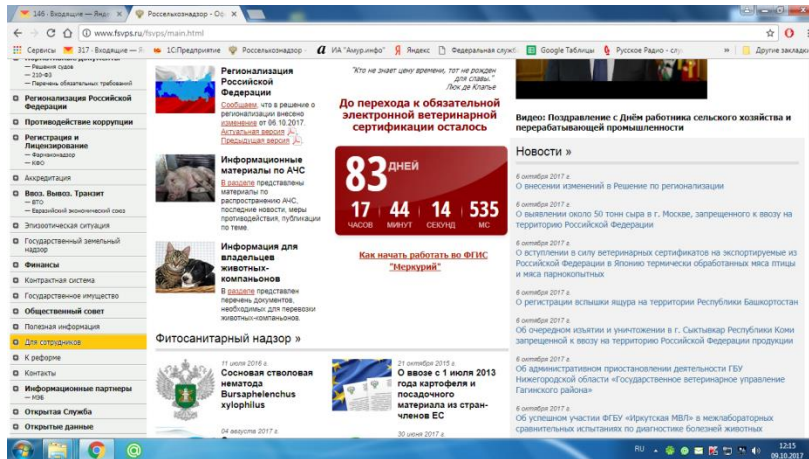 146 · Входящие — Янде
Россельхознадзор - Оф
www.fsvps.ru/fsvps/main.html
Сервисы
317 · Входящие — Я
1С:Предприятие
Россельхознадзор -
ИА "Амур.инфо"
Яндекс
Федеральная служб
Google Таблицы
Русское Радио - слу
»
Другие закладки
— Решения судов
— 210-ФЗ
— Перечень обязательных требований
Регионализация Российской
Федерации
Противодействие коррупции
Регистрация и
Лицензирование
— Фармнадзор
— КВО
Аккредитация
Ввоз. Вывоз. Транзит
— ВТО
— Евразийский экономический союз
Эпизоотическая ситуация
Государственный земельный
надзор
Финансы
Контрактная система
Государственное имущество
Общественный совет
Полезная информация
Для сотрудников
К реформе
Контакты
Информационные партнеры
— МЭБ
Открытая Служба
Открытые данные
Регионализация
Российской
Федерации
Сообщаем, что в решение о
регионализации внесено
изменение от 06.10.2017.
Актуальная версия
Предыдущая версия
Информационные
материалы по АЧС
В разделе представлены
материалы по
распространению АЧС,
последние новости, меры
противодействия, публикации
по теме.
Информация для
владельцев
животных-
компаньонов
В разделе представлен
перечень документов,
необходимых для перевозки
животных-компаньонов.
"Кто не знает цену времени, тот не рожден
для славы."
Люк де Клапье
До перехода к обязательной
электронной ветеринарной
сертификации осталось
83 ДНЕЙ
17 44 14 535
ЧАСОВ МИНУТ СЕКУНД МС
Как начать работать во ФГИС
"Меркурий"
Фитосанитарный надзор »
11 июля 2016 г.
Сосновая стволовая
нематода
Bursaphelenchus
xylophilus
04 августа 2017 г.
21 октября 2015 г.
О ввозе с 1 июля 2013
года картофеля и
посадочного
материала из стран-
членов ЕС
30 июня 2017 г.
Видео: Поздравление с Днём работника сельского хозяйства и
перерабатывающей промышленности
Новости »
6 октября 2017 г.
О внесении изменений в Решение по регионализации
6 октября 2017 г.
О выявлении около 50 тонн сыра в г. Москве, запрещенного к ввозу на
территорию Российской Федерации
6 октября 2017 г.
О вступлении в силу ветеринарных сертификатов на экспортируемые из
Российской Федерации в Японию термически обработанных мяса птицы
и мяса парнокопытных
6 октября 2017 г.
О регистрации вспышки ящура на территории Республики Башкортостан
6 октября 2017 г.
Об очередном изъятии и уничтожении в г. Сыктывкар Республики Коми
запрещенной к ввозу на территорию Российской Федерации продукции
6 октября 2017 г.
Об административном приостановлении деятельности ГБУ
Нижегородской области «Государственное ветеринарное управление
Гагинского района»
6 октября 2017 г.
Об успешном участии ФГБУ «Иркутская МВЛ» в межлабораторных
сравнительных испытаниях по диагностике болезней животных
RU
12:15
09.10.2017